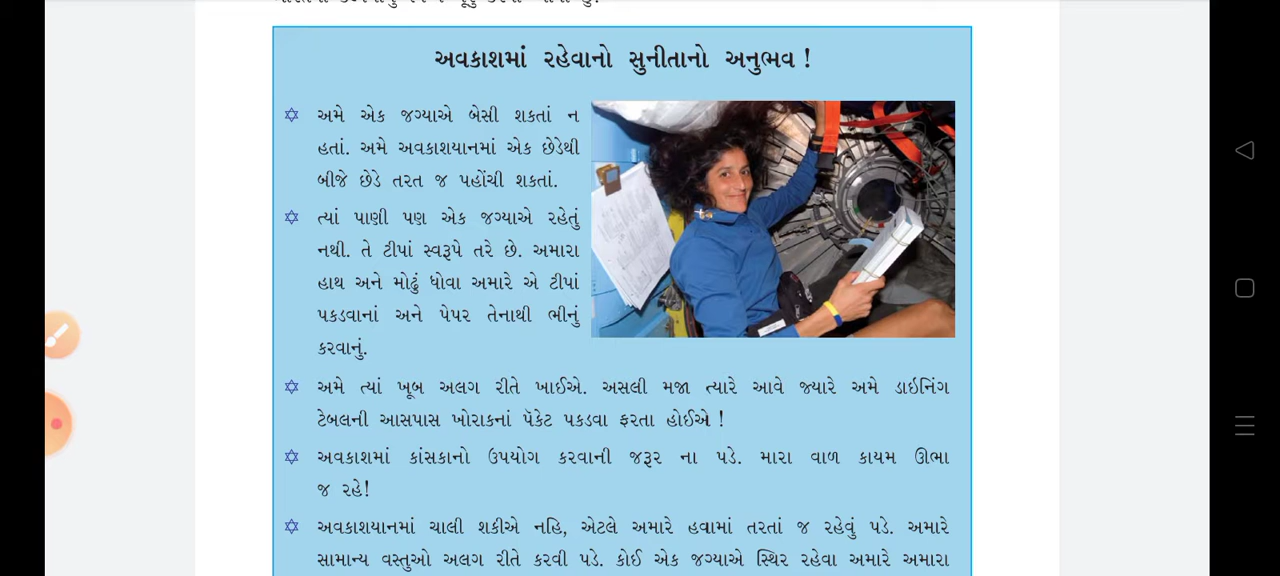 અવકાશમાં રહેવાનો સુનીતાનો અનુભવ !
અમે એક જગ્યાએ બેસી શકતાં ન
હતાં. અમે અવકાશયાનમાં એક છેડેથી
બીજે છેડે તરત જ પહોંચી શકતાં.
ત્યાં પાણી પણ એક જગ્યાએ રહેતું
નથી. તે ટીપાં સ્વરૂપે તરે છે. અમારા
હાથ અને મોઢું ધોવા અમારે એ ટીપાં
પકડવાનાં અને પેપર તેનાથી ભીનું
કરવાનું.
અમે ત્યાં ખૂબ અલગ રીતે ખાઈએ. અસલી મજા ત્યારે આવે જ્યારે અમે ડાઇનિંગ
ટેબલની આસપાસ ખોરાકનાં પૅકેટ પકડવા ફરતા હોઈએ !
અવકાશમાં કાંસકાનો ઉપયોગ કરવાની જરૂર ના પડે. મારા વાળ કાયમ ઊભા
જ રહે!
અવકાશયાનમાં ચાલી શકીએ નહિ, એટલે અમારે હવામાં તરતાં જ રહેવું પડે. અમારે
સામાન્ય વસ્તુઓ અલગ રીતે કરવી પડે. કોઈ એક જગ્યાએ સ્થિર રહેવા અમારે અમારા